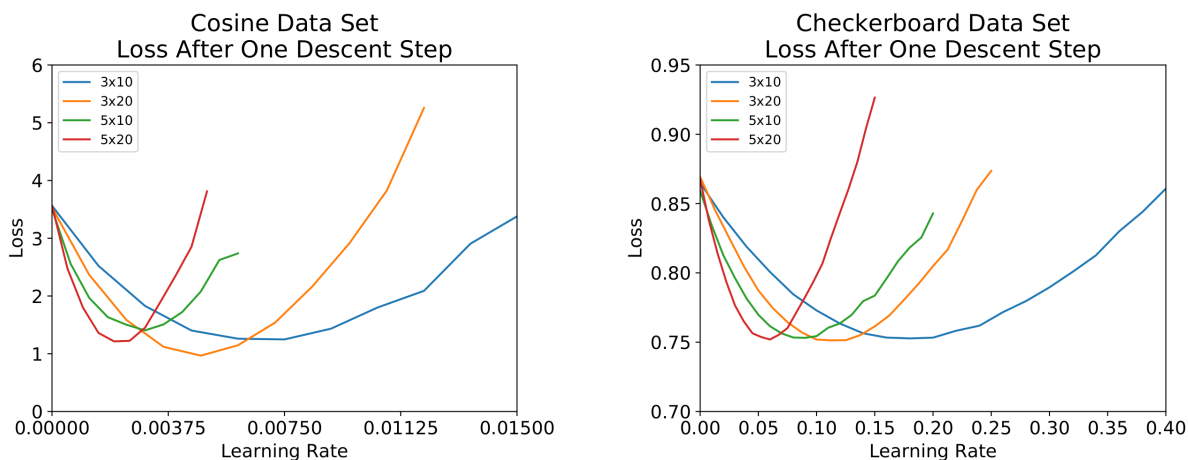 Cosine Data Set
Loss After One Descent Step
6
5
4
3
2
1
0
Loss
3x10
3x20
5x10
5x20
0.00000 0.00375 0.00750 0.01125 0.01500
Learning Rate
Checkerboard Data Set
Loss After One Descent Step
0.95
0.90
0.85
0.80
0.75
0.70
Loss
3x10
3x20
5x10
5x20
0.00 0.05 0.10 0.15 0.20 0.25 0.30 0.35 0.40
Learning Rate